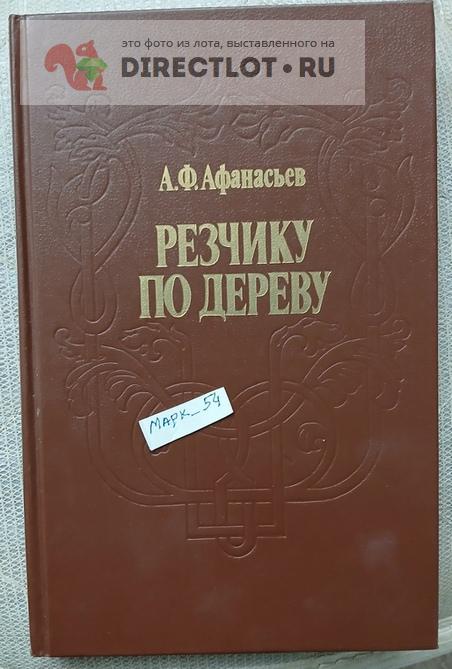 это фото из лота, выставленного на
DIRECTLOT.RU
А.Ф.Афанасьев
РЕЗЧИКУ
ПО ДЕРЕВУ
МАРК_54